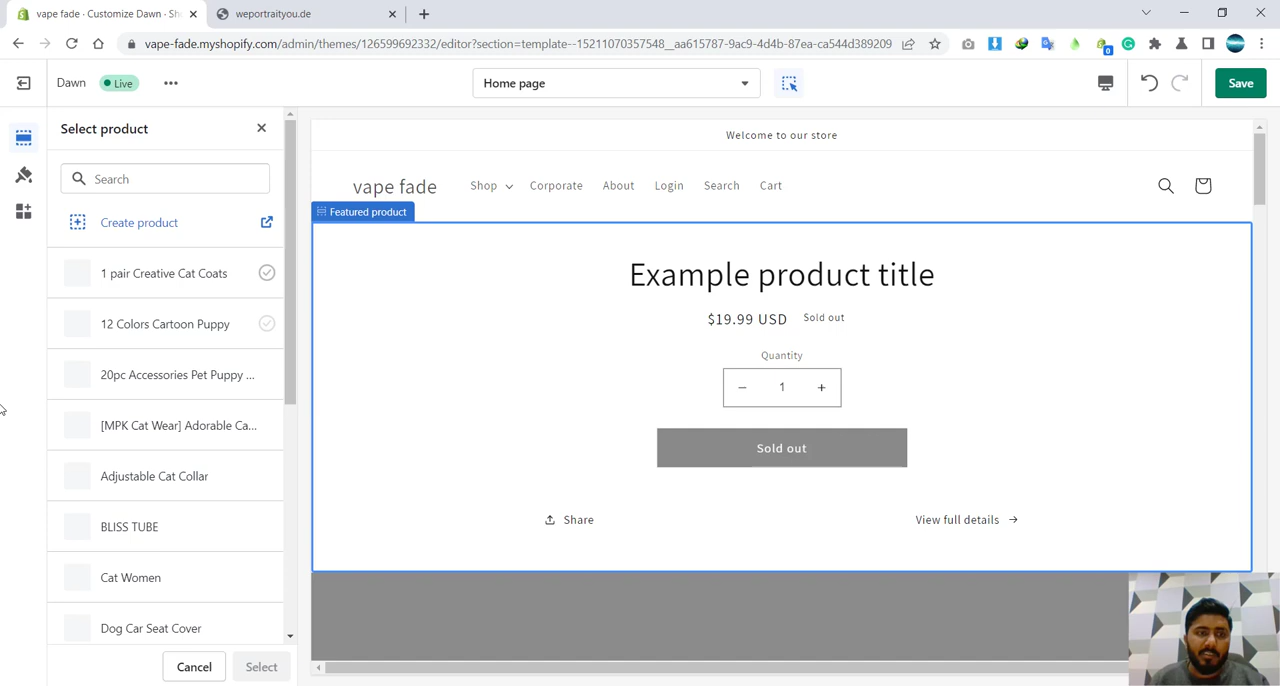 vape fade · Customize Dawn · Sh
weportraityou.de
vape-fade.myshopify.com/admin/themes/126599692332/editor?section=template--15211070357548__aa615787-9ac9-4d4b-87ea-ca544d389209
Dawn
Live
Home page
Save
Select product
Search
Create product
1 pair Creative Cat Coats
12 Colors Cartoon Puppy
20pc Accessories Pet Puppy ...
[MPK Cat Wear] Adorable Ca...
Adjustable Cat Collar
BLISS TUBE
Cat Women
Dog Car Seat Cover
Cancel
Select
Welcome to our store
vape fade
Shop
Corporate
About
Login
Search
Cart
Featured product
Example product title
$19.99 USD
Sold out
Quantity
1
Sold out
Share
View full details